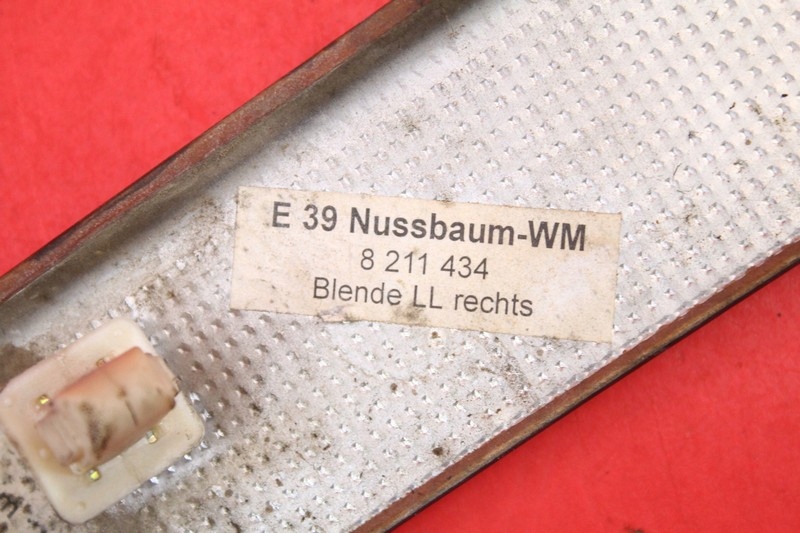 E 39 Nussbaum-WM
8 211 434
Blende LL rechts